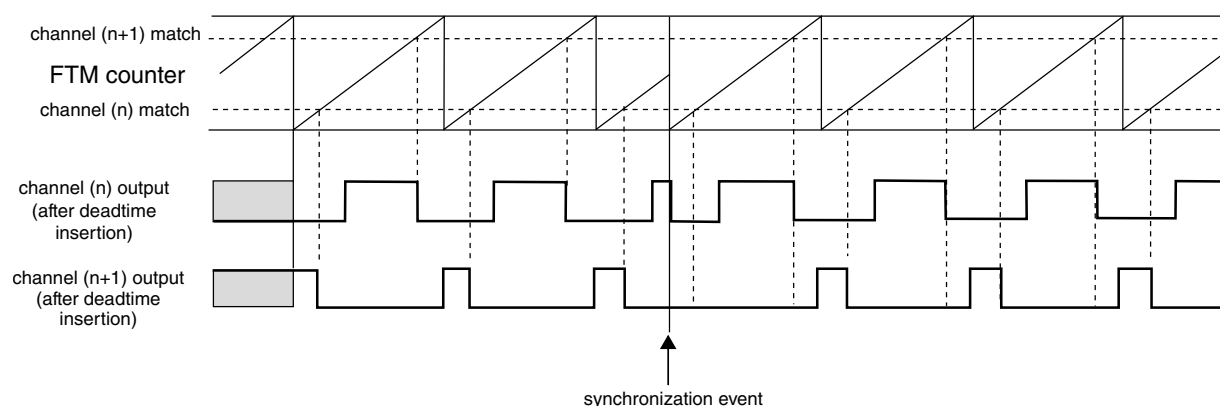 channel (n+1) match
FTM counter
channel (n) match
channel (n) output
(after deadtime
insertion)
channel (n+1) output
(after deadtime
insertion)
synchronization event